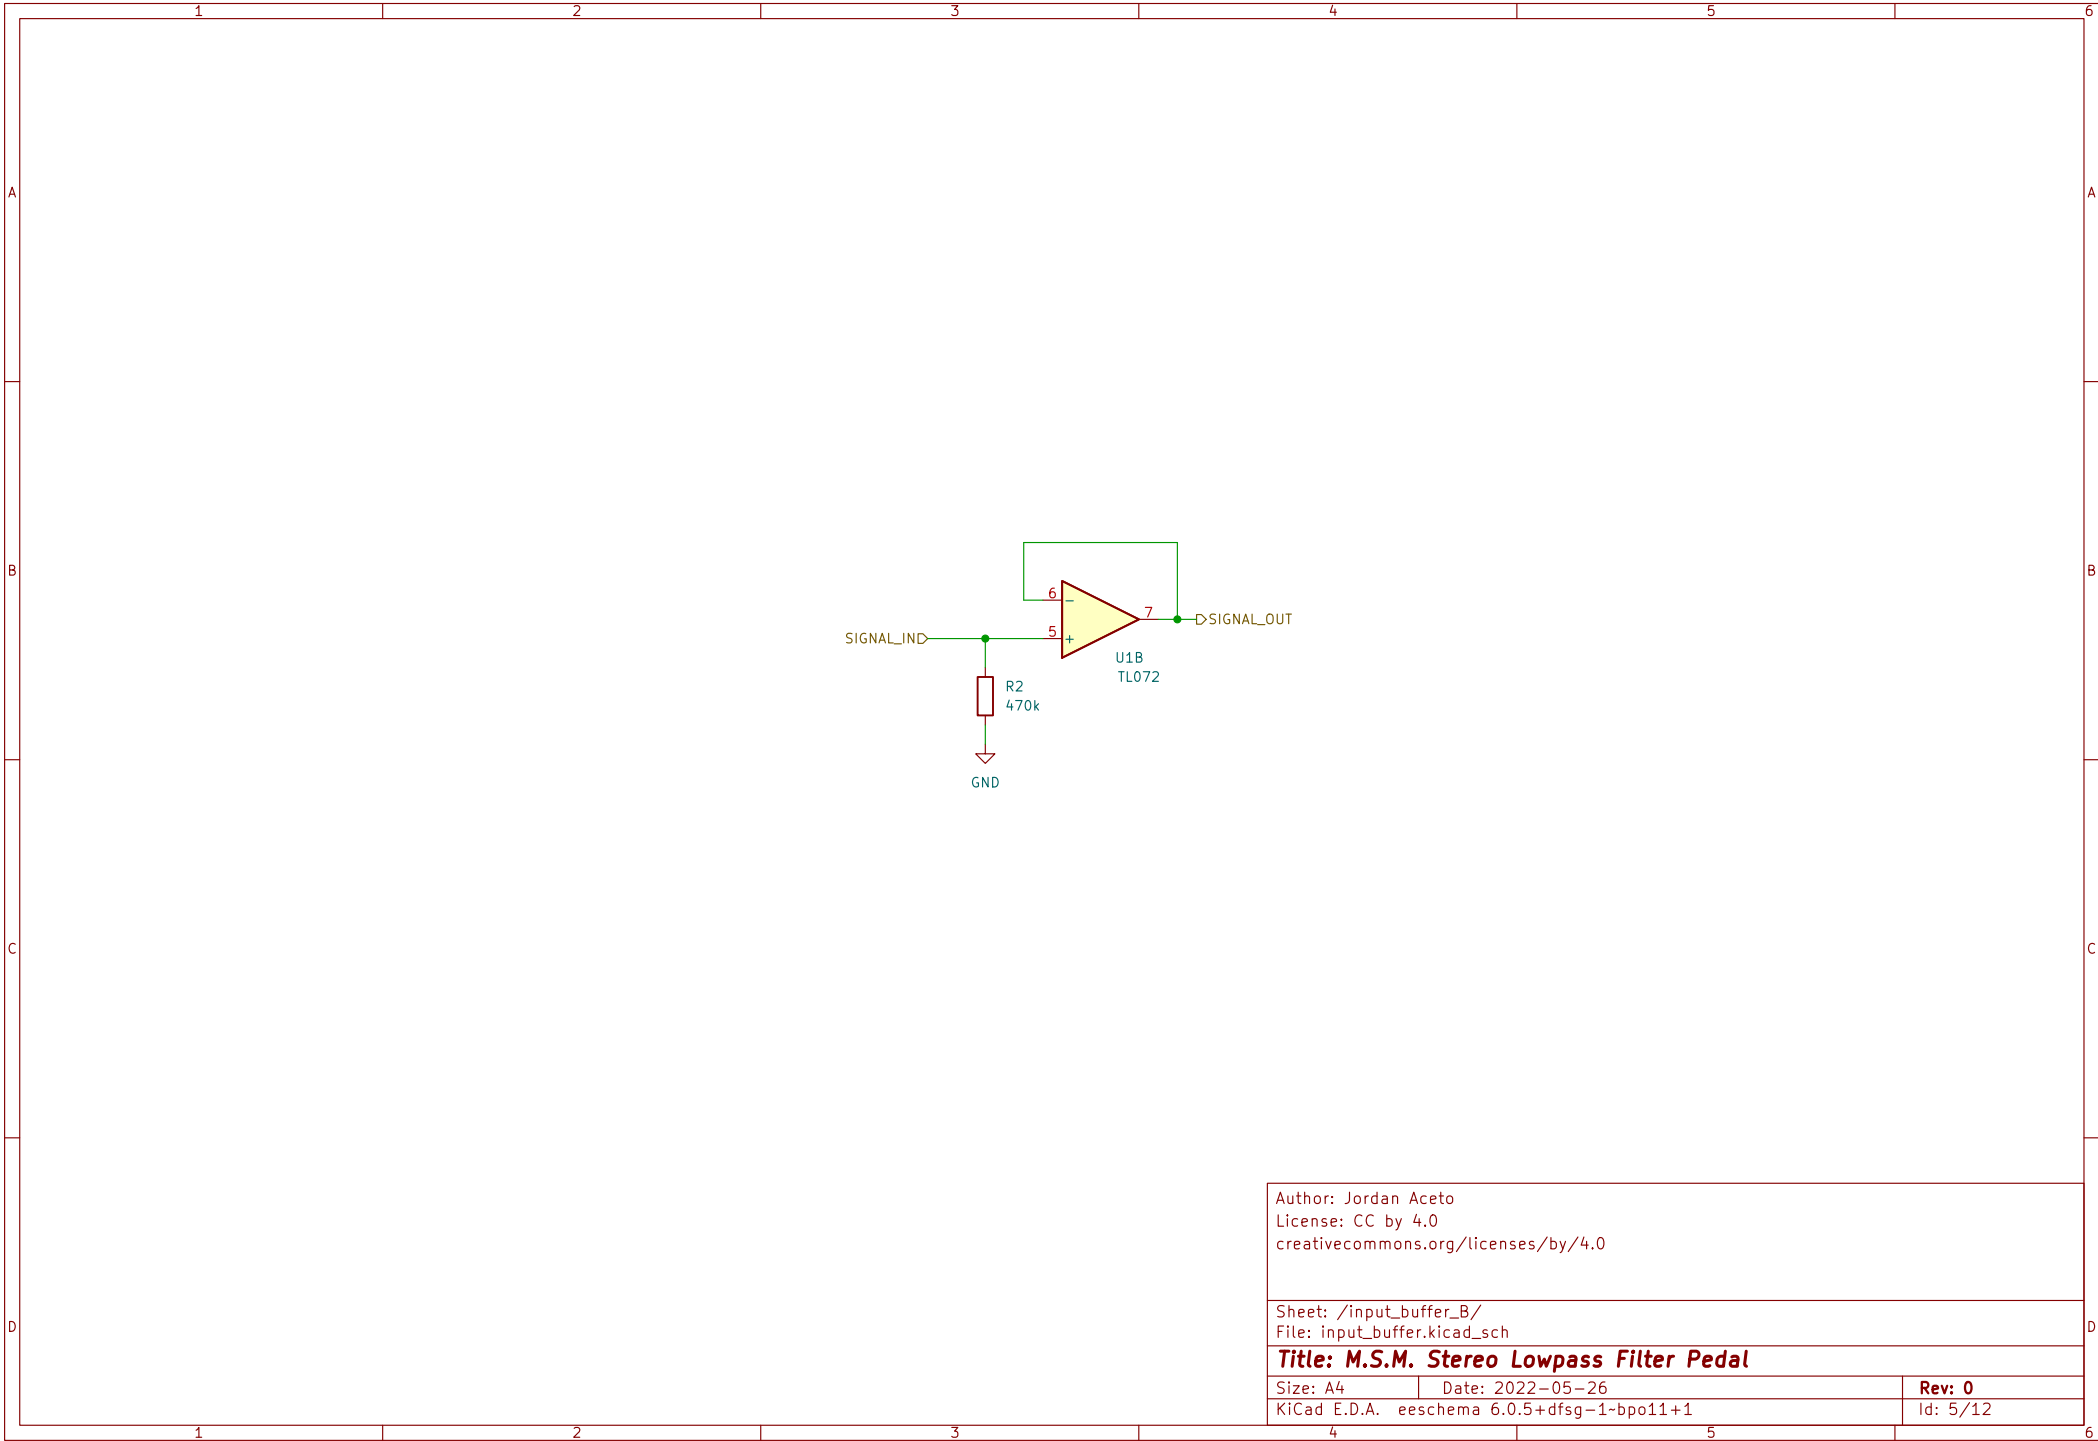 1 2 3 4 5 6
A A
B B
6 −
7
SIGNAL_OUT
SIGNAL_IN
5 +
U1B
TL072
R2
470k
GND
C C
Author: Jordan Aceto
License: CC by 4.0
creativecommons.org/licenses/by/4.0
Sheet: /input_buffer_B/
D D
File: input_buffer.kicad_sch
Title: M.S.M. Stereo Lowpass Filter Pedal
Size: A4 Date: 2022-05-26 Rev: 0
KiCad E.D.A. eeschema 6.0.5+dfsg-1~bpo11+1 Id: 5/12
1 2 3 4 5 6